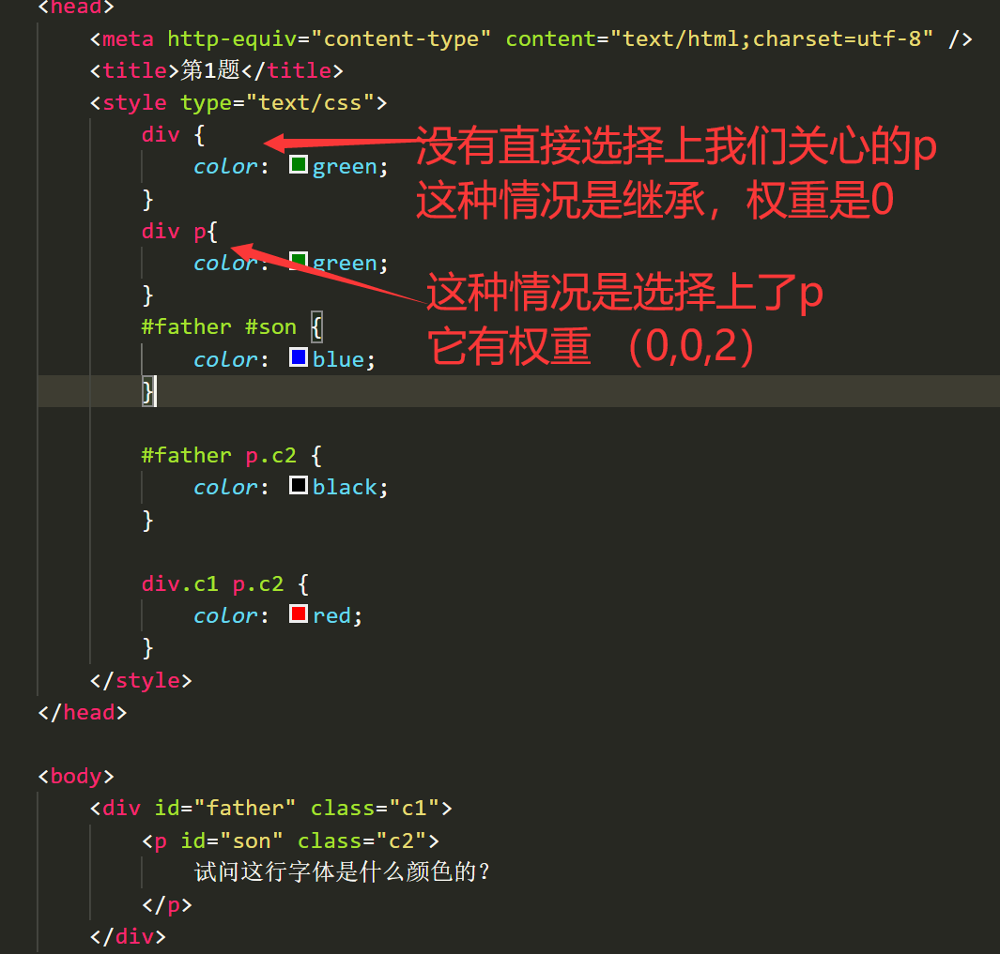 <head>
<meta http-equiv="content-type" content="text/html;charset=utf-8" />
<title>第1题</title>
<style type="text/css">
div {
color: green;
}
div p{
color: green;
}
#father #son {
color: blue;
}
#father p.c2 {
color: black;
}
div.c1 p.c2 {
color: red;
}
</style>
</head>
<body>
<div id="father" class="c1">
<p id="son" class="c2">
试问这行字体是什么颜色的？
</p>
</div>
没有直接选择上我们关心的p
这种情况是继承，权重是0
这种情况是选择上了p
它有权重 （0,0,2）